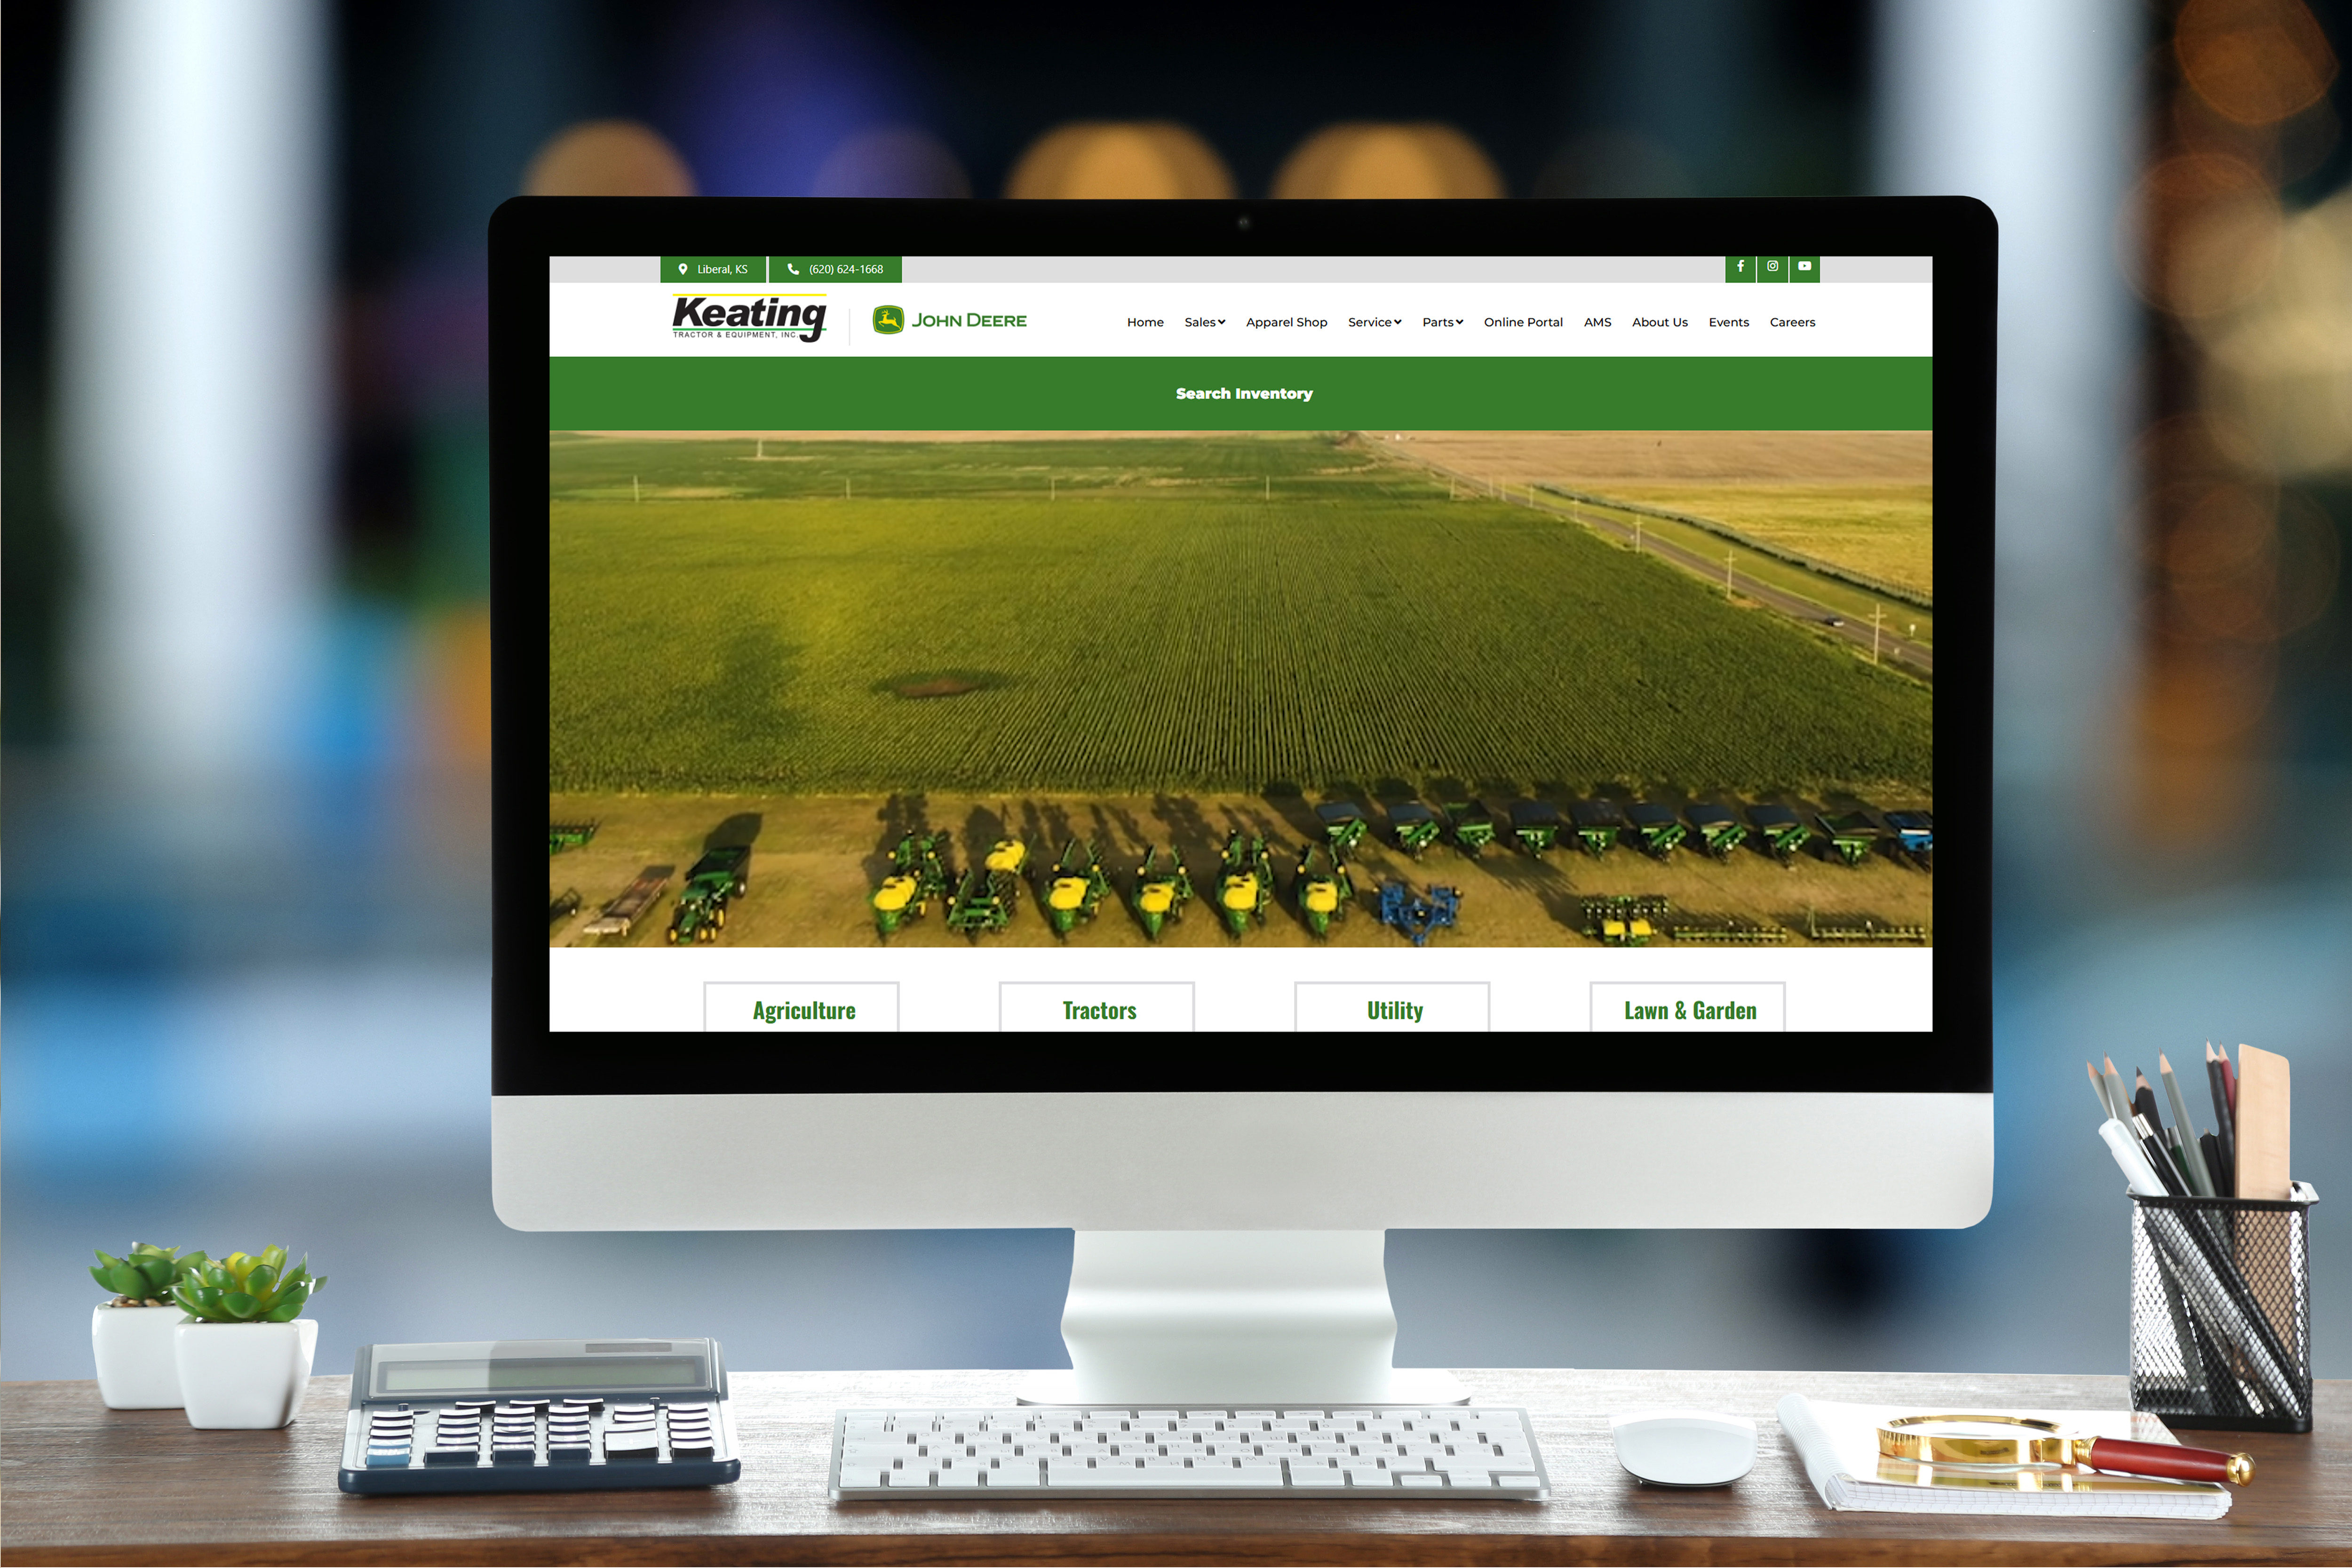 Liberal, KS (620) 624-1668
Keating
TRACTOR & EQUIPMENT, INC.
JOHN DEERE
Home Sales Apparel Shop Service Parts Online Portal AMS About Us Events Careers
Search Inventory
Agriculture Tractors Utility Lawn & Garden